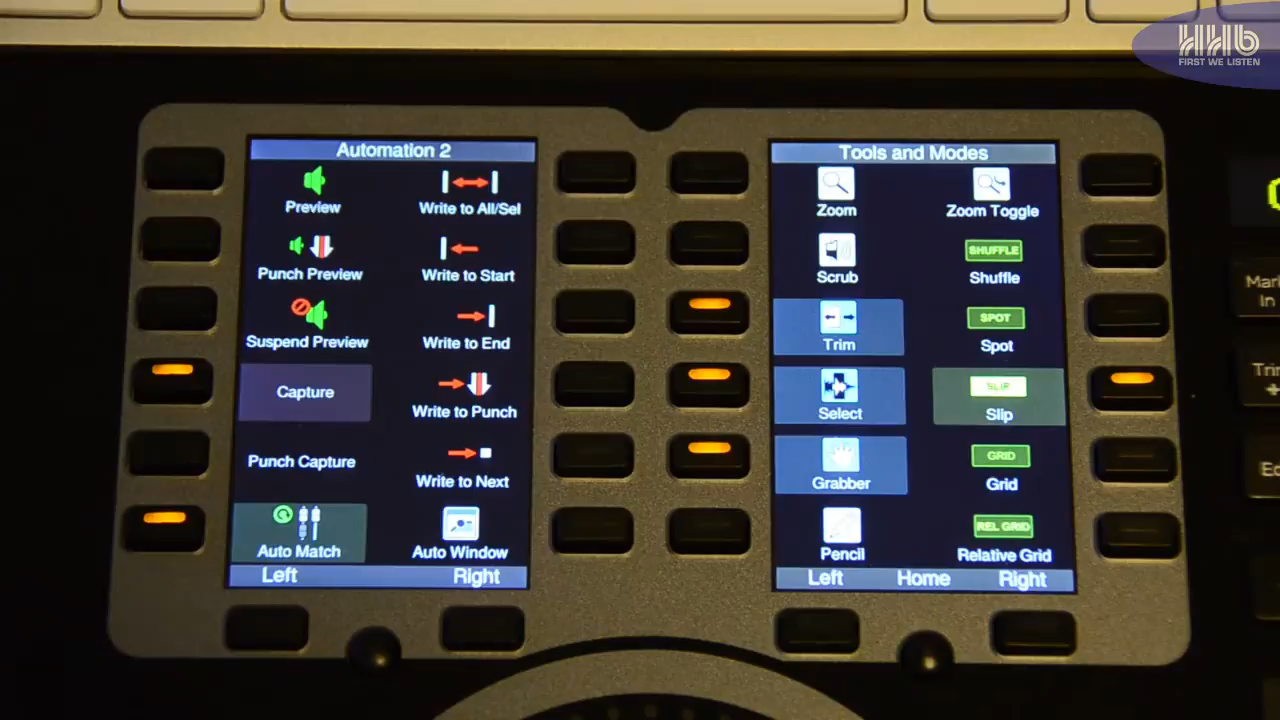 HHb
FIRST WE LISTEN
Automation 2
Preview
Write to All/Sel
Punch Preview
Write to Start
Suspend Preview
Write to End
Capture
Write to Punch
Punch Capture
Write to Next
Auto Match
Auto Window
Left
Right
Tools and Modes
Zoom
Zoom Toggle
Scrub
SHUFFLE
Shuffle
Trim
SPOT
Spot
Select
SLIP
Slip
Grabber
GRID
Grid
Pencil
REL GRID
Relative Grid
Left
Home
Right
In
+